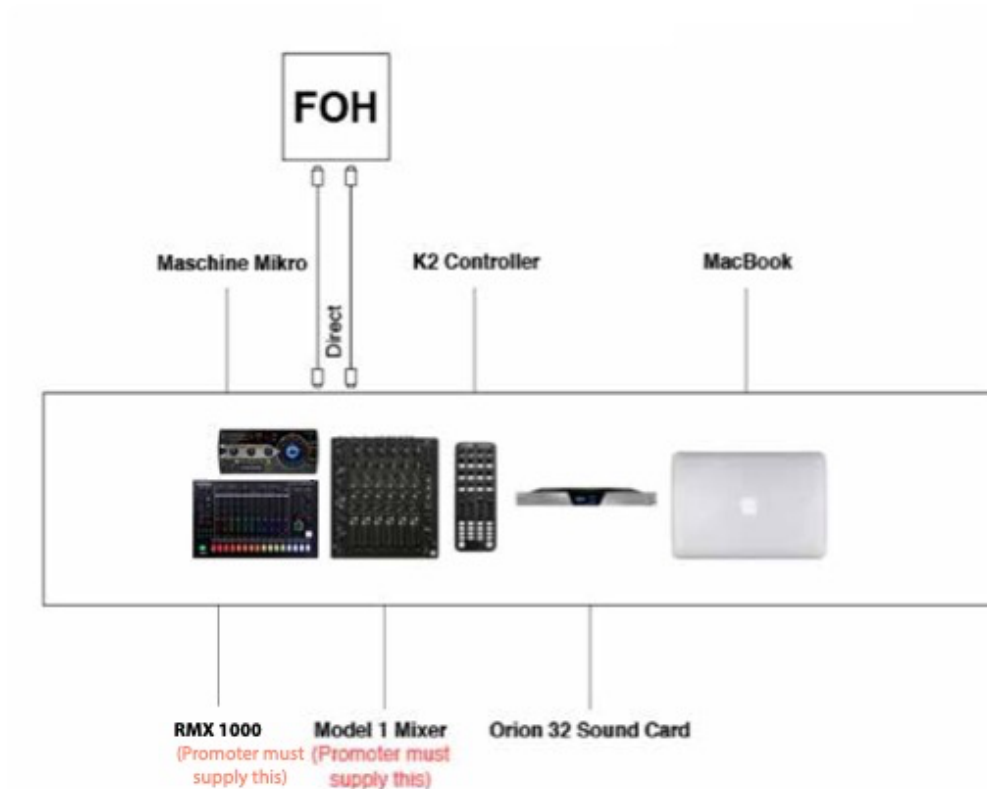 FOH
Direct
Maschine Mikro
K2 Controller
MacBook
RMX 1000
(Promoter must
supply this)
Model 1 Mixer
(Promoter must
supply this)
Orion 32 Sound Card